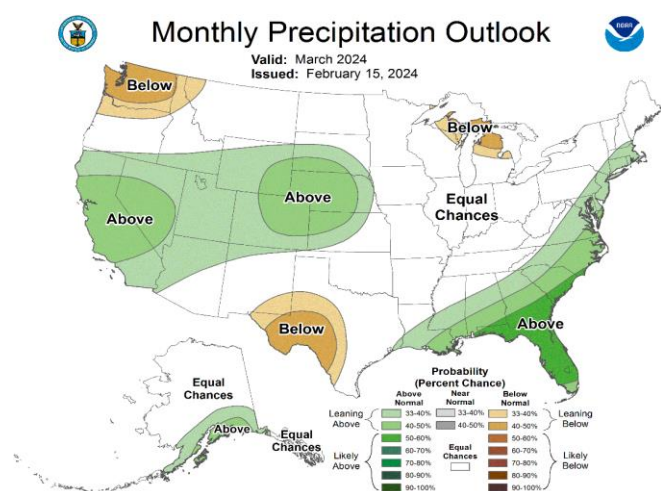 Monthly Precipitation Outlook
NOAA
Valid: March 2024
Issued: February 15, 2024
Below
Below
Equal
Chances
Above
Above
Below
Above
Equal
Chances
Above
Equal
Chances
Probability
(Percent Chance)
Above Normal
Near Normal
Below Normal
Leaning Above
33-40%
33-40%
33-40%
Leaning Below
40-50%
40-50%
40-50%
Likely Above
50-60%
Equal Chances
50-60%
Likely Below
60-70%
60-70%
70-80%
70-80%
80-90%
80-90%
90-100%
90-100%